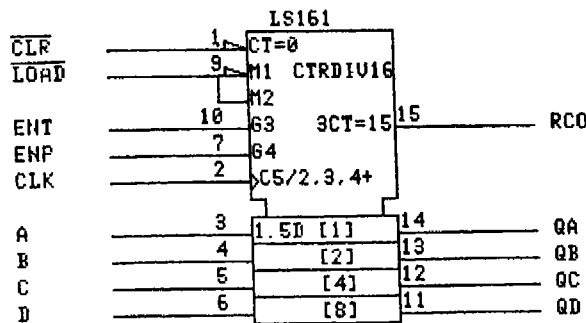 LS161
CLR 1 CT=0
LOAD 9 M1 CTRDIV16
M2
ENT 10 G3 3CT=15 15 RCO
ENP 7 G4
CLK 2 C5/2,3,4+
A 3 1.5D [1] 14 QA
B 4 [2] 13 QB
C 5 [4] 12 QC
D 6 [8] 11 QD